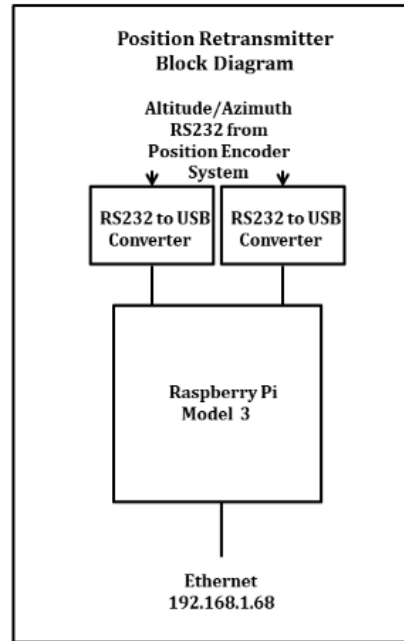 Position Retransmitter
Block Diagram
Altitude/Azimuth
RS232 from
Position Encoder
System
RS232 to USB
Converter
RS232 to USB
Converter
Raspberry Pi
Model 3
Ethernet
192.168.1.68